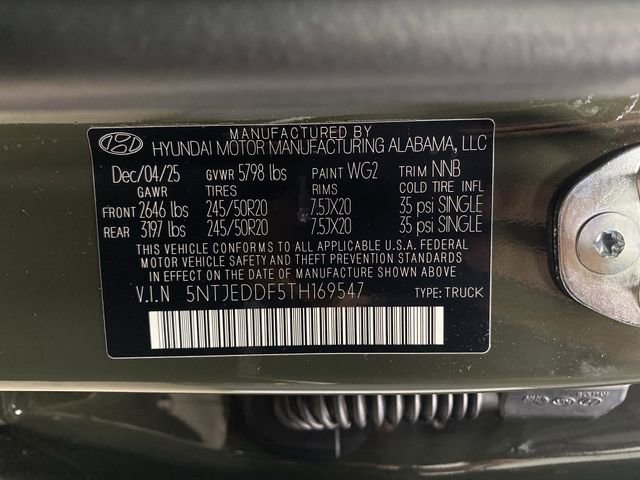 MANUFACTURED BY
HYUNDAI MOTOR MANUFACTURING ALABAMA, LLC
Dec/04/25 GVWR 5798 lbs PAINT WG2 TRIM NNB
GAWR TIRES RIMS COLD TIRE INFL
FRONT 2646 lbs 245/50R20 7.5JX20 35 psi SINGLE
REAR 3197 lbs 245/50R20 7.5JX20 35 psi SINGLE
THIS VEHICLE CONFORMS TO ALL APPLICABLE U.S.A. FEDERAL
MOTOR VEHICLE SAFETY AND THEFT PREVENTION STANDARDS
IN EFFECT ON THE DATE OF MANUFACTURE SHOWN ABOVE.
V.I.N 5NTJEDDF5TH169547 TYPE: TRUCK